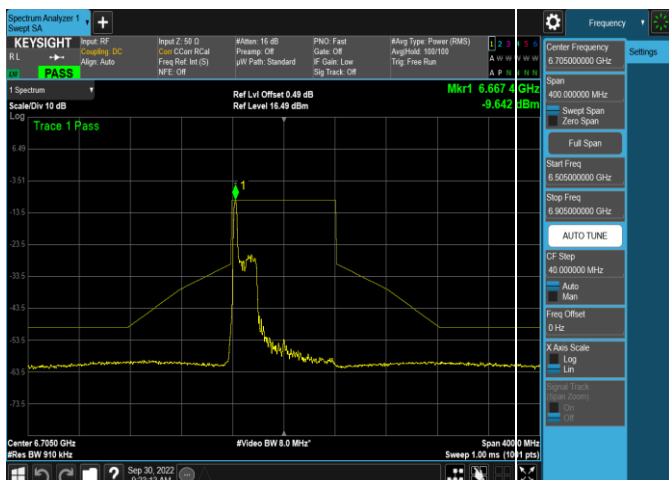 Spectrum Analyzer 1
Swept SA
Frequency
KEYSIGHT
Input: RF
Coupling: DC
Align: Auto
Input Z: 50 Ω
Corr CCorr RCal
Freq Ref: Int (S)
NFE: Off
#Atten: 16 dB
Preamp: Off
µW Path: Standard
PNO: Fast
Gate: Off
IF Gain: Low
Sig Track: Off
#Avg Type: Power (RMS)
Avg|Hold: 100/100
Trig: Free Run
1 2 3 4 5 6
A W W W W W
A P N N N N
R L
LXI
PASS
1 Spectrum
Scale/Div 10 dB
Ref Lvl Offset 0.49 dB
Ref Level 16.49 dBm
Mkr1 6.667 4 GHz
-9.642 dBm
Log
Trace 1 Pass
6.49
-3.51
-13.5
-23.5
-33.5
-43.5
-53.5
-63.5
-73.5
1
Center 6.7050 GHz
#Res BW 910 kHz
#Video BW 8.0 MHz*
Span 400.0 MHz
Sweep 1.00 ms (1001 pts)
Sep 30, 2022
Center Frequency
6.705000000 GHz
Settings
Span
400.000000 MHz
Swept Span
Zero Span
Full Span
Start Freq
6.505000000 GHz
Stop Freq
6.905000000 GHz
AUTO TUNE
CF Step
40.000000 MHz
Auto
Man
Freq Offset
0 Hz
X Axis Scale
Log
Lin
Signal Track
(Span Zoom)
On
Off